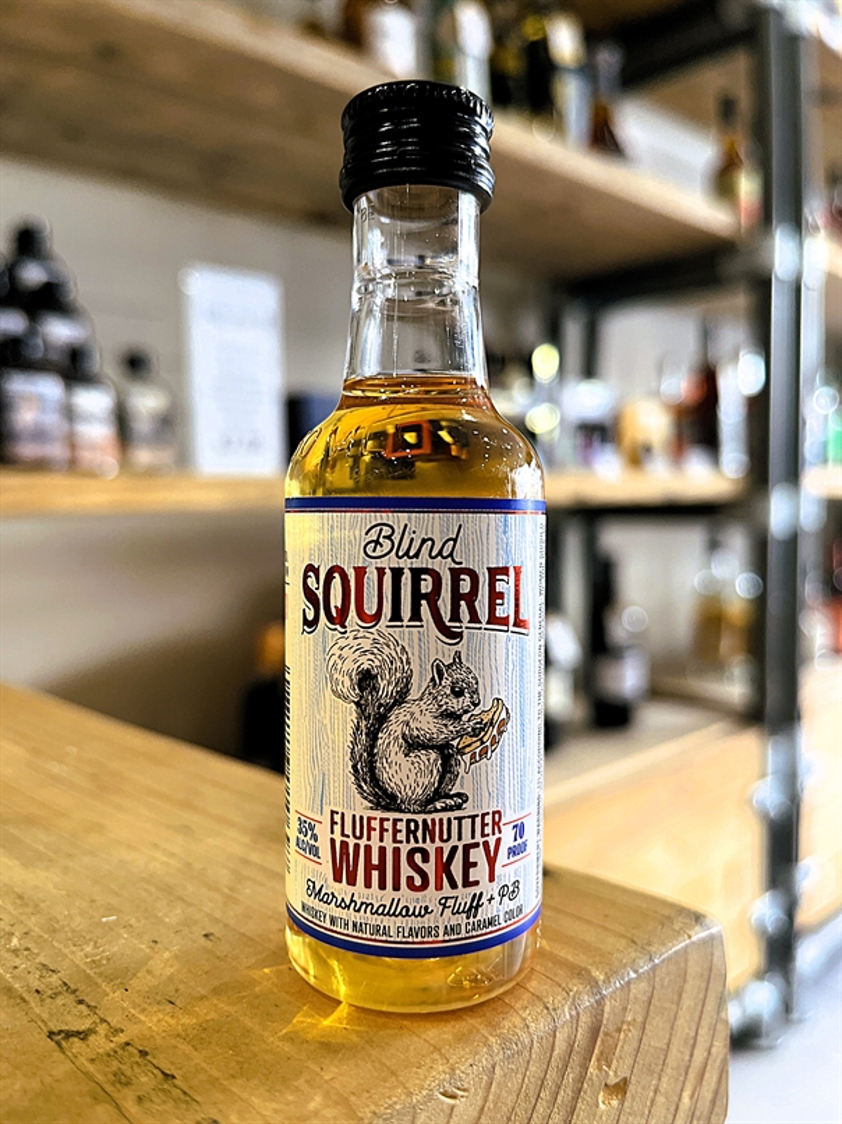 Blind
SQUIRREL
35%
ALC/VOL
FLUFFERNUTTER
WHISKEY
70
PROOF
Marshmallow Fluff + PB
WHISKEY WITH NATURAL FLAVORS AND CARAMEL COLOR